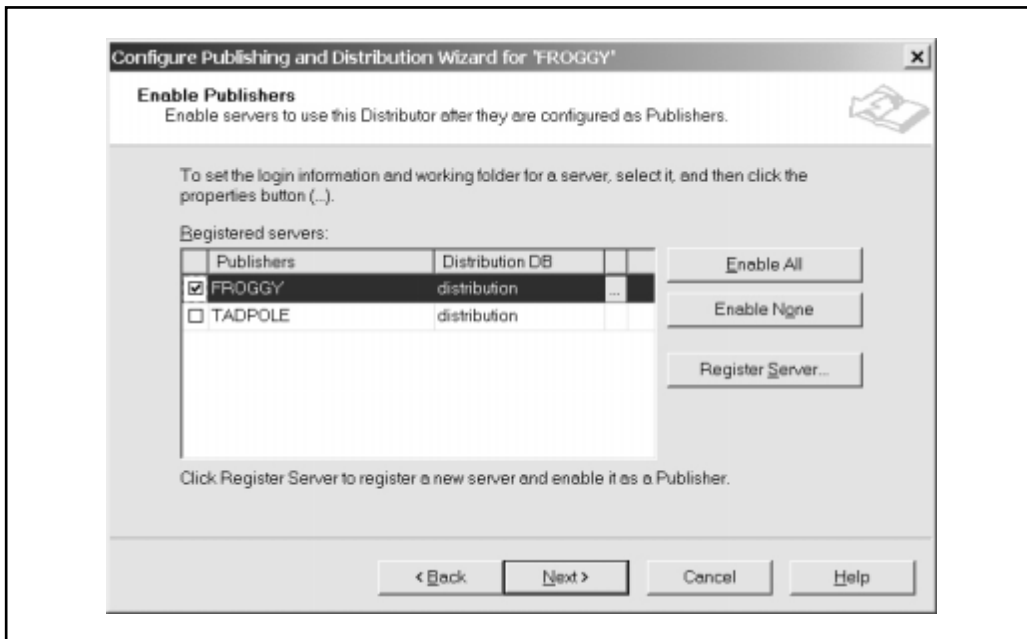 Configure Publishing and Distribution Wizard for 'FROGGY'
Enable Publishers
Enable servers to use this Distributor after they are configured as Publishers.
To set the login information and working folder for a server, select it, and then click the
properties button (...).
Registered servers:
Publishers Distribution DB
FROGGY distribution ...
TADPOLE distribution
Enable All
Enable None
Register Server...
Click Register Server to register a new server and enable it as a Publisher.
< Back Next > Cancel Help